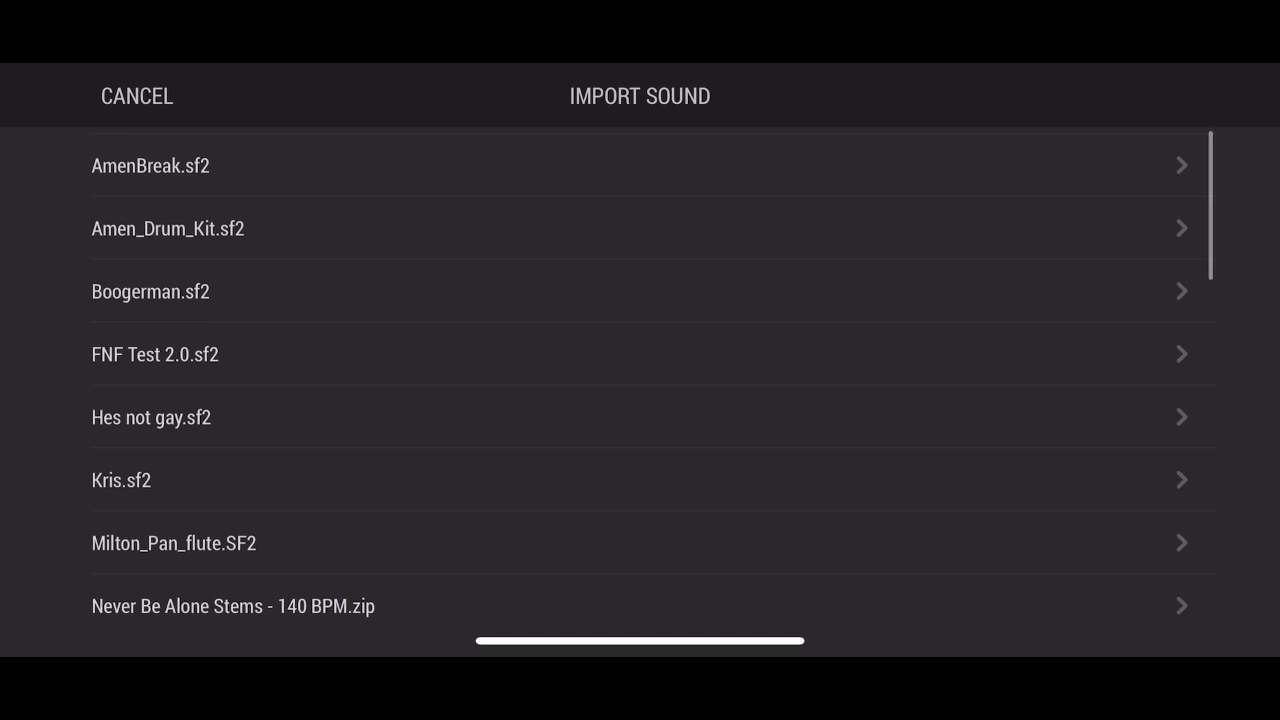 CANCEL
IMPORT SOUND
AmenBreak.sf2
Amen_Drum_Kit.sf2
Boogerman.sf2
FNF Test 2.0.sf2
Hes not gay.sf2
Kris.sf2
Milton_Pan_flute.SF2
Never Be Alone Stems - 140 BPM.zip